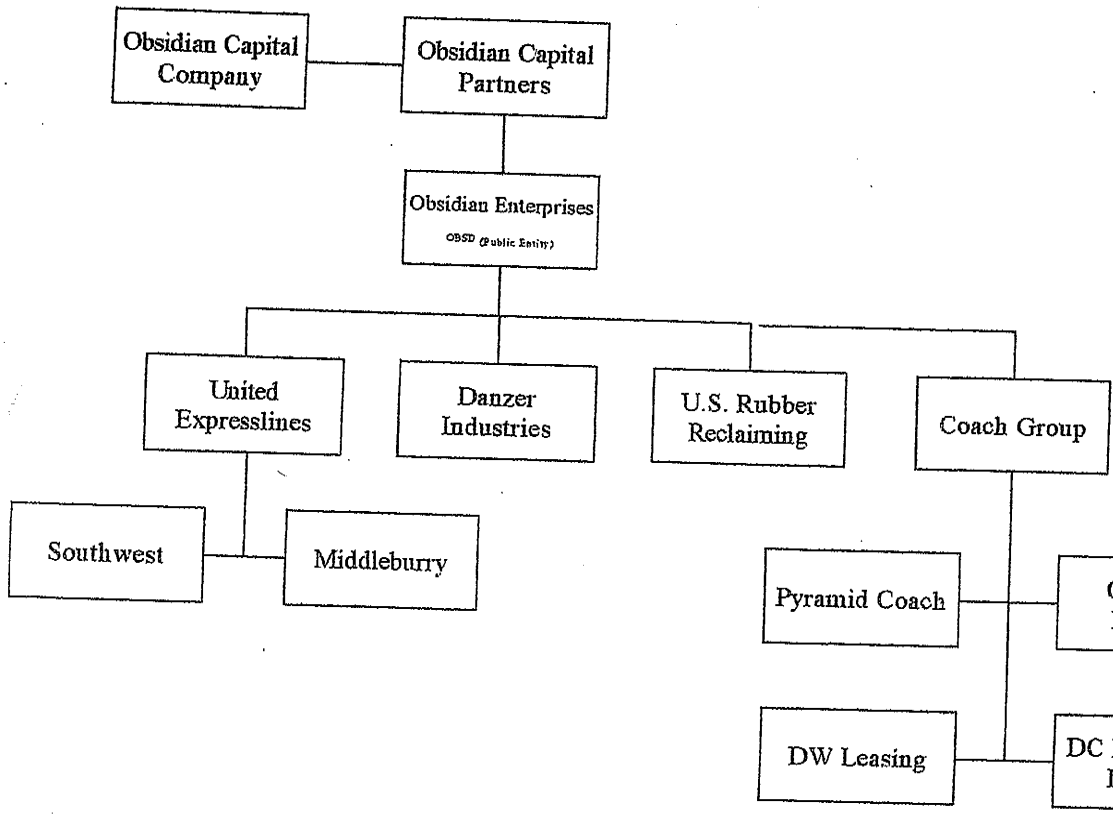 Obsidian Capital
Company
Obsidian Capital
Partners
Obsidian Enterprises
OBSD (Public Entity)
United
Expresslines
Danzer
Industries
U.S. Rubber
Reclaiming
Coach Group
Southwest
Middleburry
Pyramid Coach
DW Leasing
DC